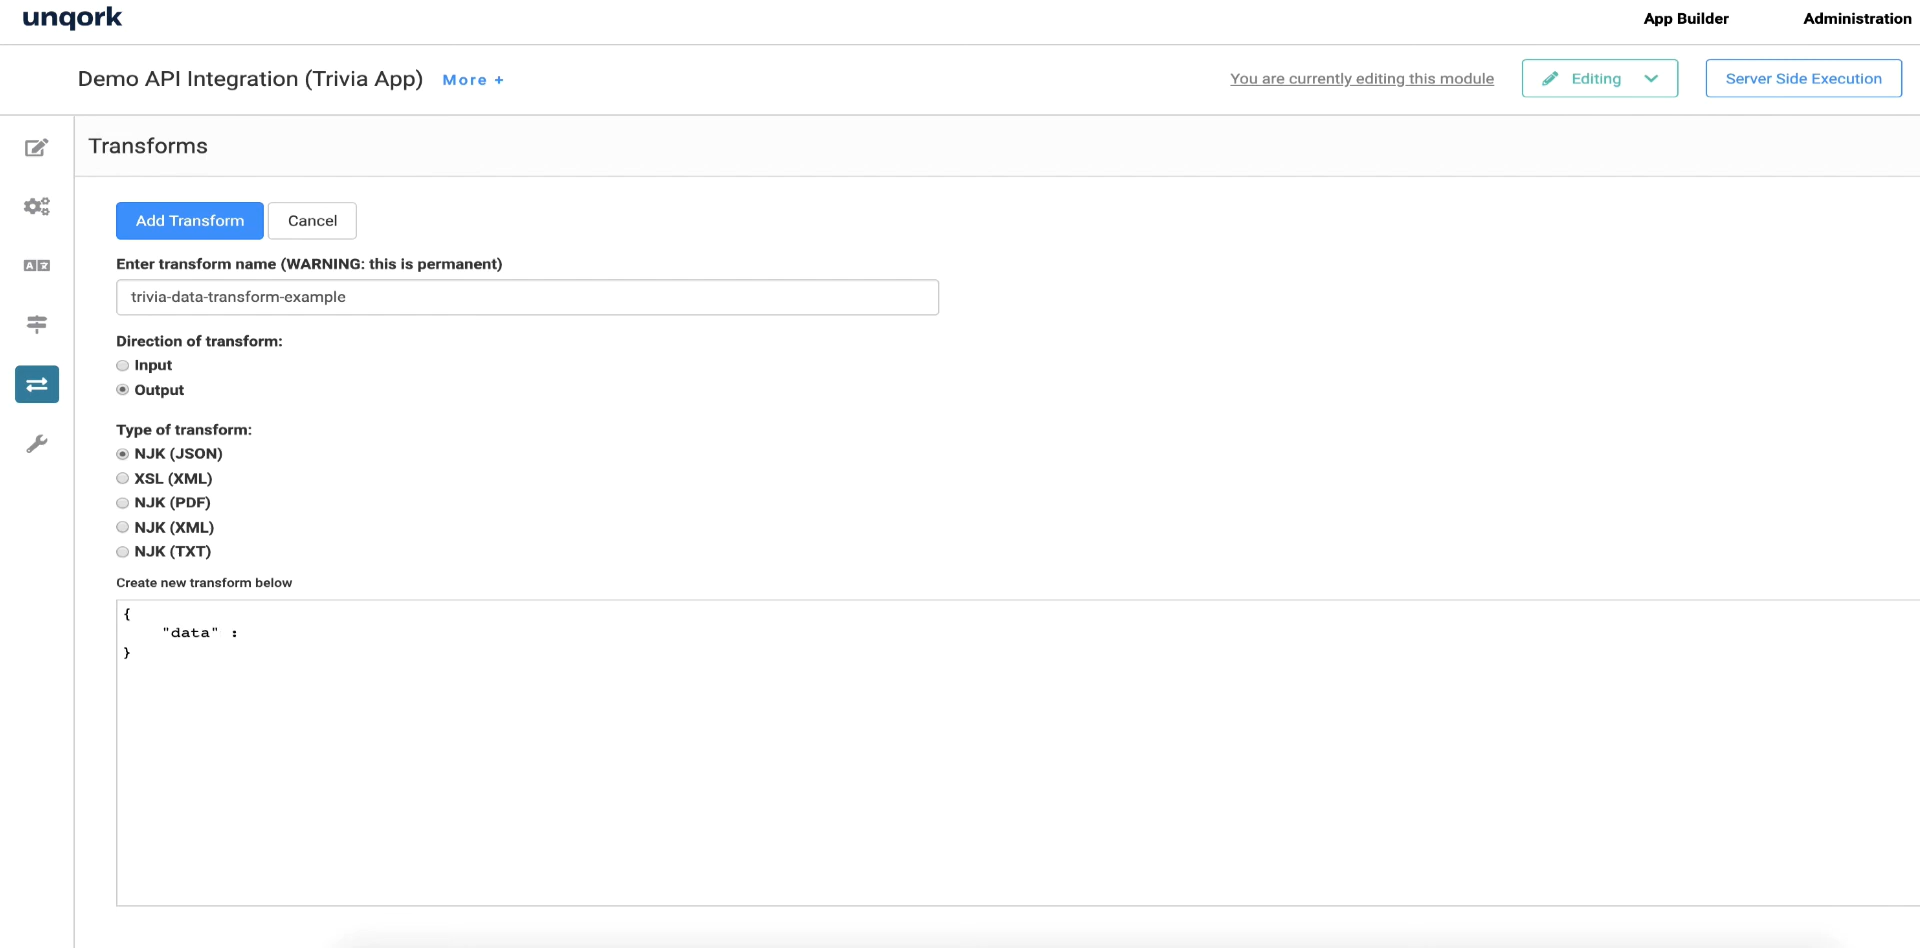 unqork
App Builder
Administration
Demo API Integration (Trivia App)
More +
You are currently editing this module
Editing
Server Side Execution
Transforms
Add Transform
Cancel
Enter transform name (WARNING: this is permanent)
trivia-data-transform-example
Direction of transform:
Input
Output
Type of transform:
NJK (JSON)
XSL (XML)
NJK (PDF)
NJK (XML)
NJK (TXT)
Create new transform below
{
"data" :
}